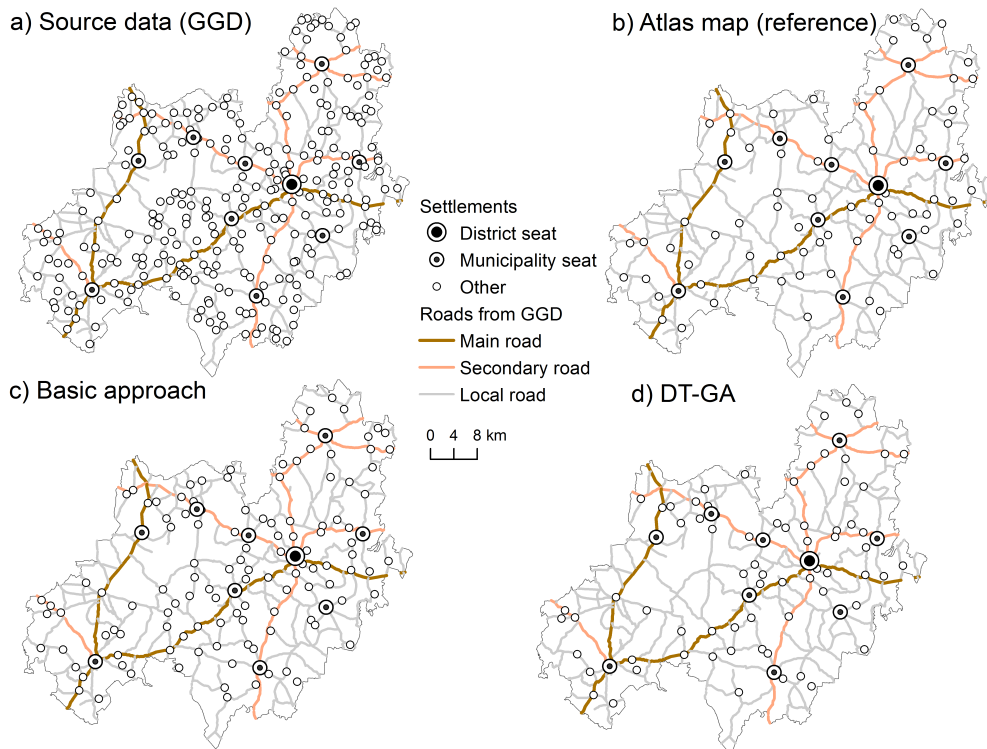 a) Source data (GGD)
b) Atlas map (reference)
Settlements
District seat
Municipality seat
Other
Roads from GGD
Main road
Secondary road
Local road
0 4 8 km
c) Basic approach
d) DT-GA